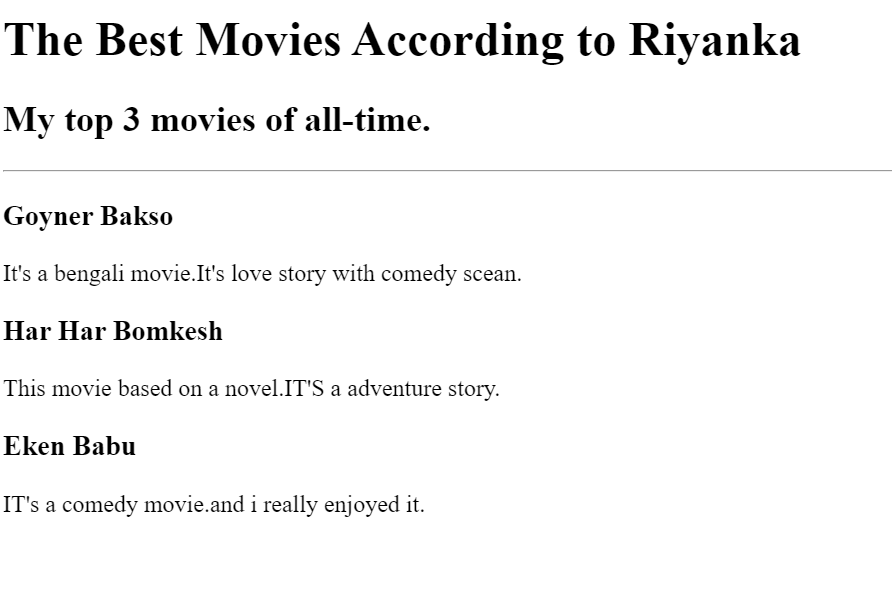 The Best Movies According to Riyanka
My top 3 movies of all-time.
Goyner Bakso
It's a bengali movie.It's love story with comedy scean.
Har Har Bomkesh
This movie based on a novel.IT'S a adventure story.
Eken Babu
IT's a comedy movie.and i really enjoyed it.